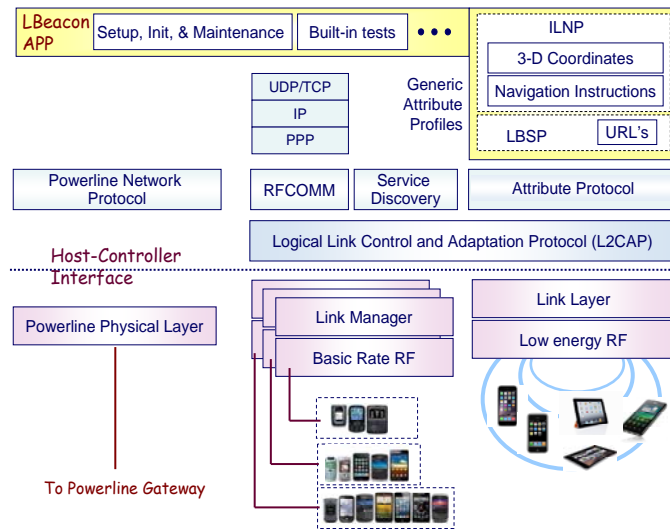 LBeacon
APP
Setup, Init, & Maintenance
Built-in tests
• • •
ILNP
3-D Coordinates
Navigation Instructions
LBSP
URL's
UDP/TCP
IP
PPP
Generic
Attribute
Profiles
Powerline Network
Protocol
RFCOMM
Service
Discovery
Attribute Protocol
Logical Link Control and Adaptation Protocol (L2CAP)
Host-Controller
Interface
Powerline Physical Layer
Link Manager
Basic Rate RF
Link Layer
Low energy RF
To Powerline Gateway